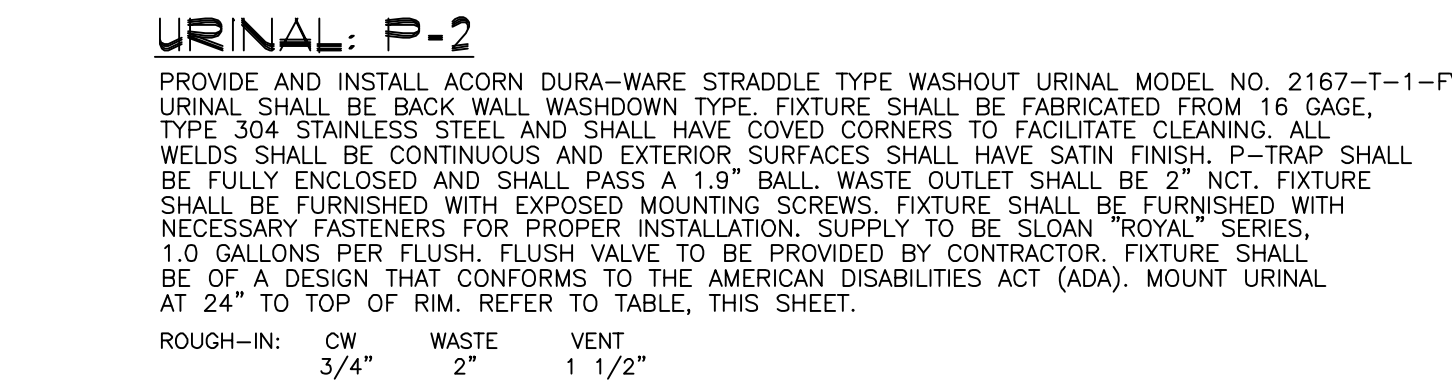 URINAL: P-2
PROVIDE AND INSTALL ACORN DURA-WARE STRADDLE TYPE WASHOUT URINAL MODEL NO. 2167-T-1-F
URINAL SHALL BE BACK WALL WASHDOWN TYPE. FIXTURE SHALL BE FABRICATED FROM 16 GAGE,
TYPE 304 STAINLESS STEEL AND SHALL HAVE COVED CORNERS TO FACILITATE CLEANING. ALL
WELDS SHALL BE CONTINUOUS AND EXTERIOR SURFACES SHALL HAVE SATIN FINISH. P-TRAP SHALL
BE FULLY ENCLOSED AND SHALL PASS A 1.9" BALL. WASTE OUTLET SHALL BE 2" NCT. FIXTURE
SHALL BE FURNISHED WITH EXPOSED MOUNTING SCREWS. FIXTURE SHALL BE FURNISHED WITH
NECESSARY FASTENERS FOR PROPER INSTALLATION. SUPPLY TO BE SLOAN "ROYAL" SERIES,
1.0 GALLONS PER FLUSH. FLUSH VALVE TO BE PROVIDED BY CONTRACTOR. FIXTURE SHALL
BE OF A DESIGN THAT CONFORMS TO THE AMERICAN DISABILITIES ACT (ADA). MOUNT URINAL
AT 24" TO TOP OF RIM. REFER TO TABLE, THIS SHEET.
ROUGH-IN: CW WASTE VENT
3/4" 2" 1 1/2"